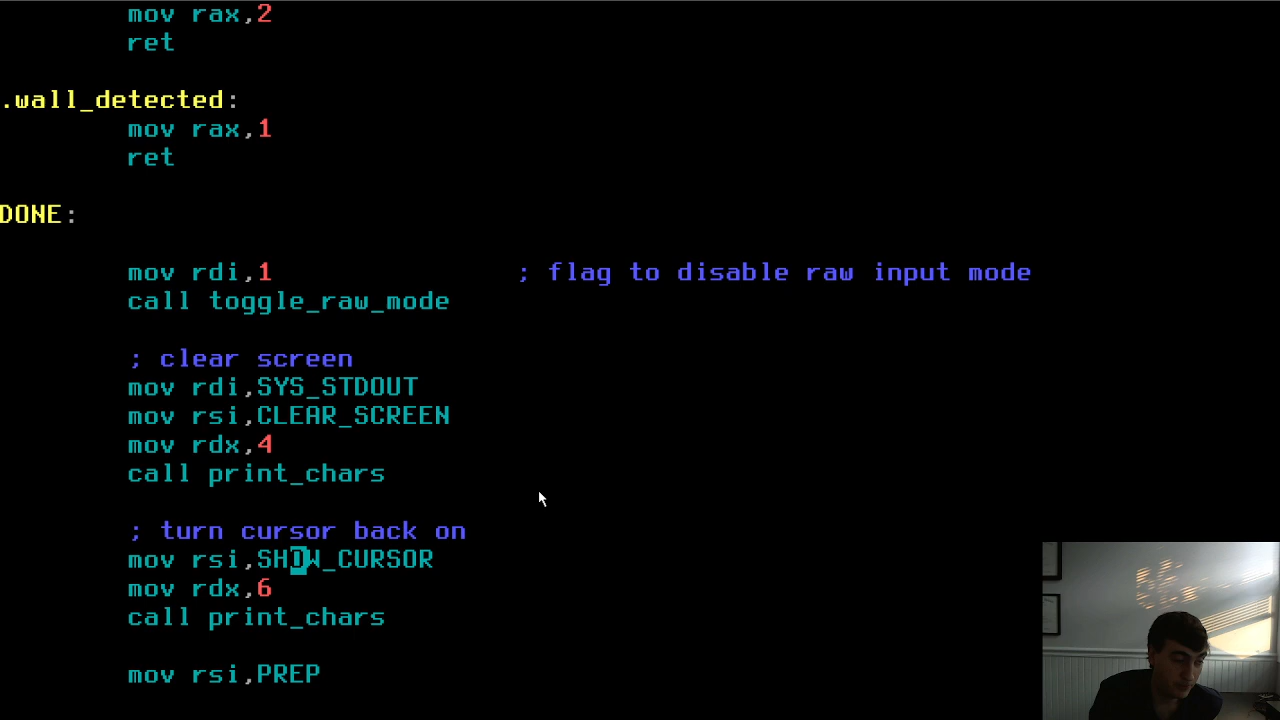 mov rax,2
ret
.wall_detected:
mov rax,1
ret
DONE:
mov rdi,1 ; flag to disable raw input mode
call toggle_raw_mode
; clear screen
mov rdi,SYS_STDOUT
mov rsi,CLEAR_SCREEN
mov rdx,4
call print_chars
; turn cursor back on
mov rsi,SHOW_CURSOR
mov rdx,6
call print_chars
mov rsi,PREP